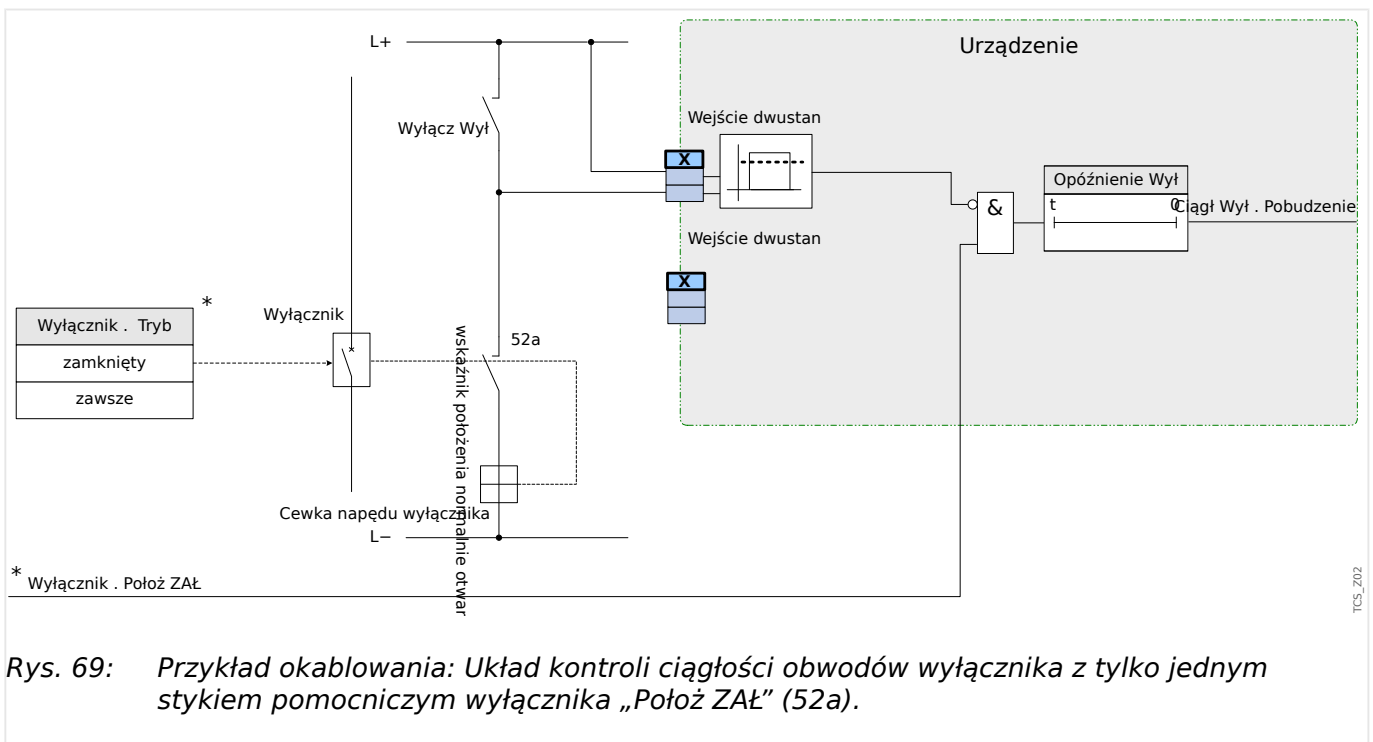 L+
Urządzenie
Wejście dwustan
Wyłącz Wył
X
Opóźnienie Wył
&
t
0
Ciągł Wył . Pobudzenie
Wejście dwustan
X
*
Wyłącznik
Wyłącznik . Tryb
52a
zamknięty
zawsze
wskaźnik położenia normalnie otwar
Cewka napędu wyłącznika
L−
*
Wyłącznik . Położ ZAŁ
TCS_Z02
Rys. 69: Przykład okablowania: Układ kontroli ciągłości obwodów wyłącznika z tylko jednym
stykiem pomocniczym wyłącznika „Położ ZAŁ” (52a).